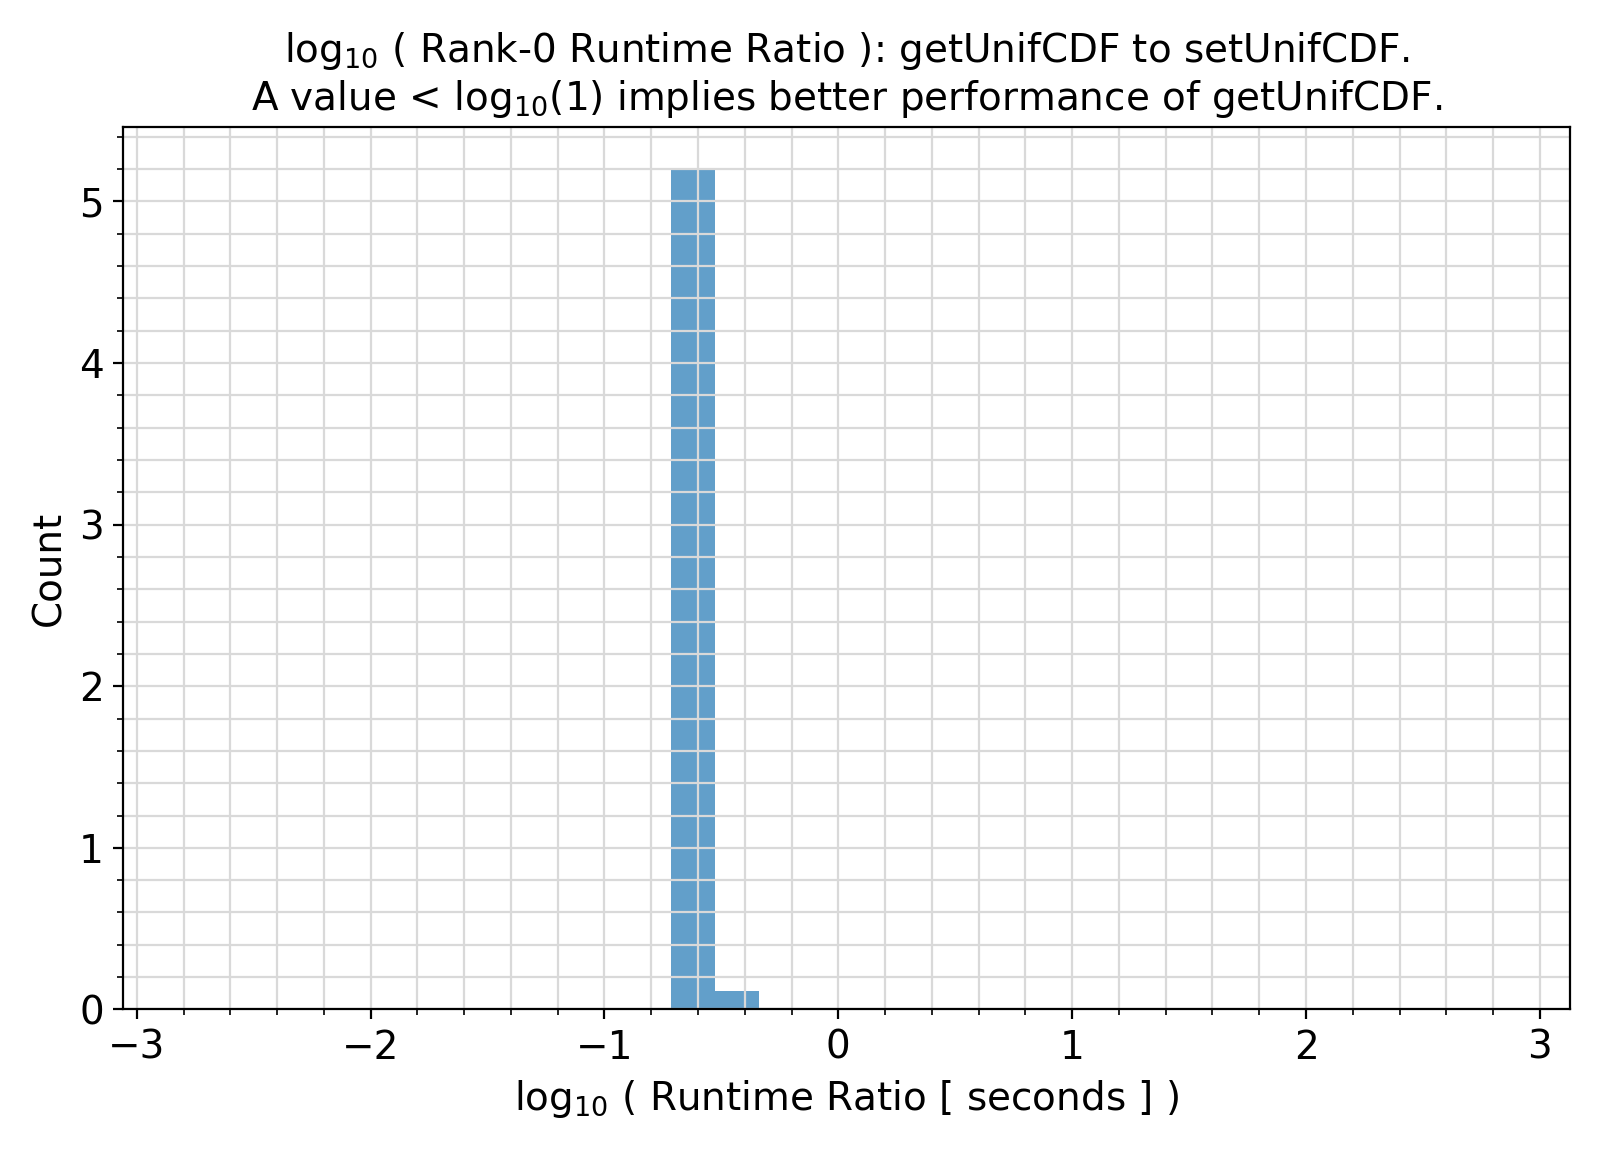 log₁₀ ( Rank-0 Runtime Ratio ): getUnifCDF to setUnifCDF.
A value < log₁₀(1) implies better performance of getUnifCDF.
Count
5
4
3
2
1
0
−3 −2 −1 0 1 2 3
log₁₀ ( Runtime Ratio [ seconds ] )